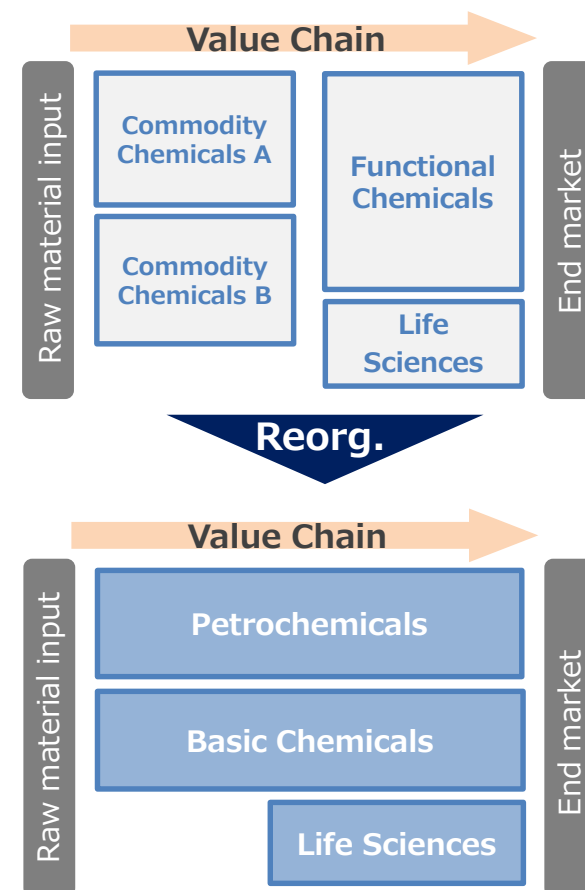 Value Chain
Raw material input
Commodity
Chemicals A
Commodity
Chemicals B
Functional
Chemicals
Life
Sciences
End market
Reorg.
Value Chain
Raw material input
Petrochemicals
Basic Chemicals
Life Sciences
End market